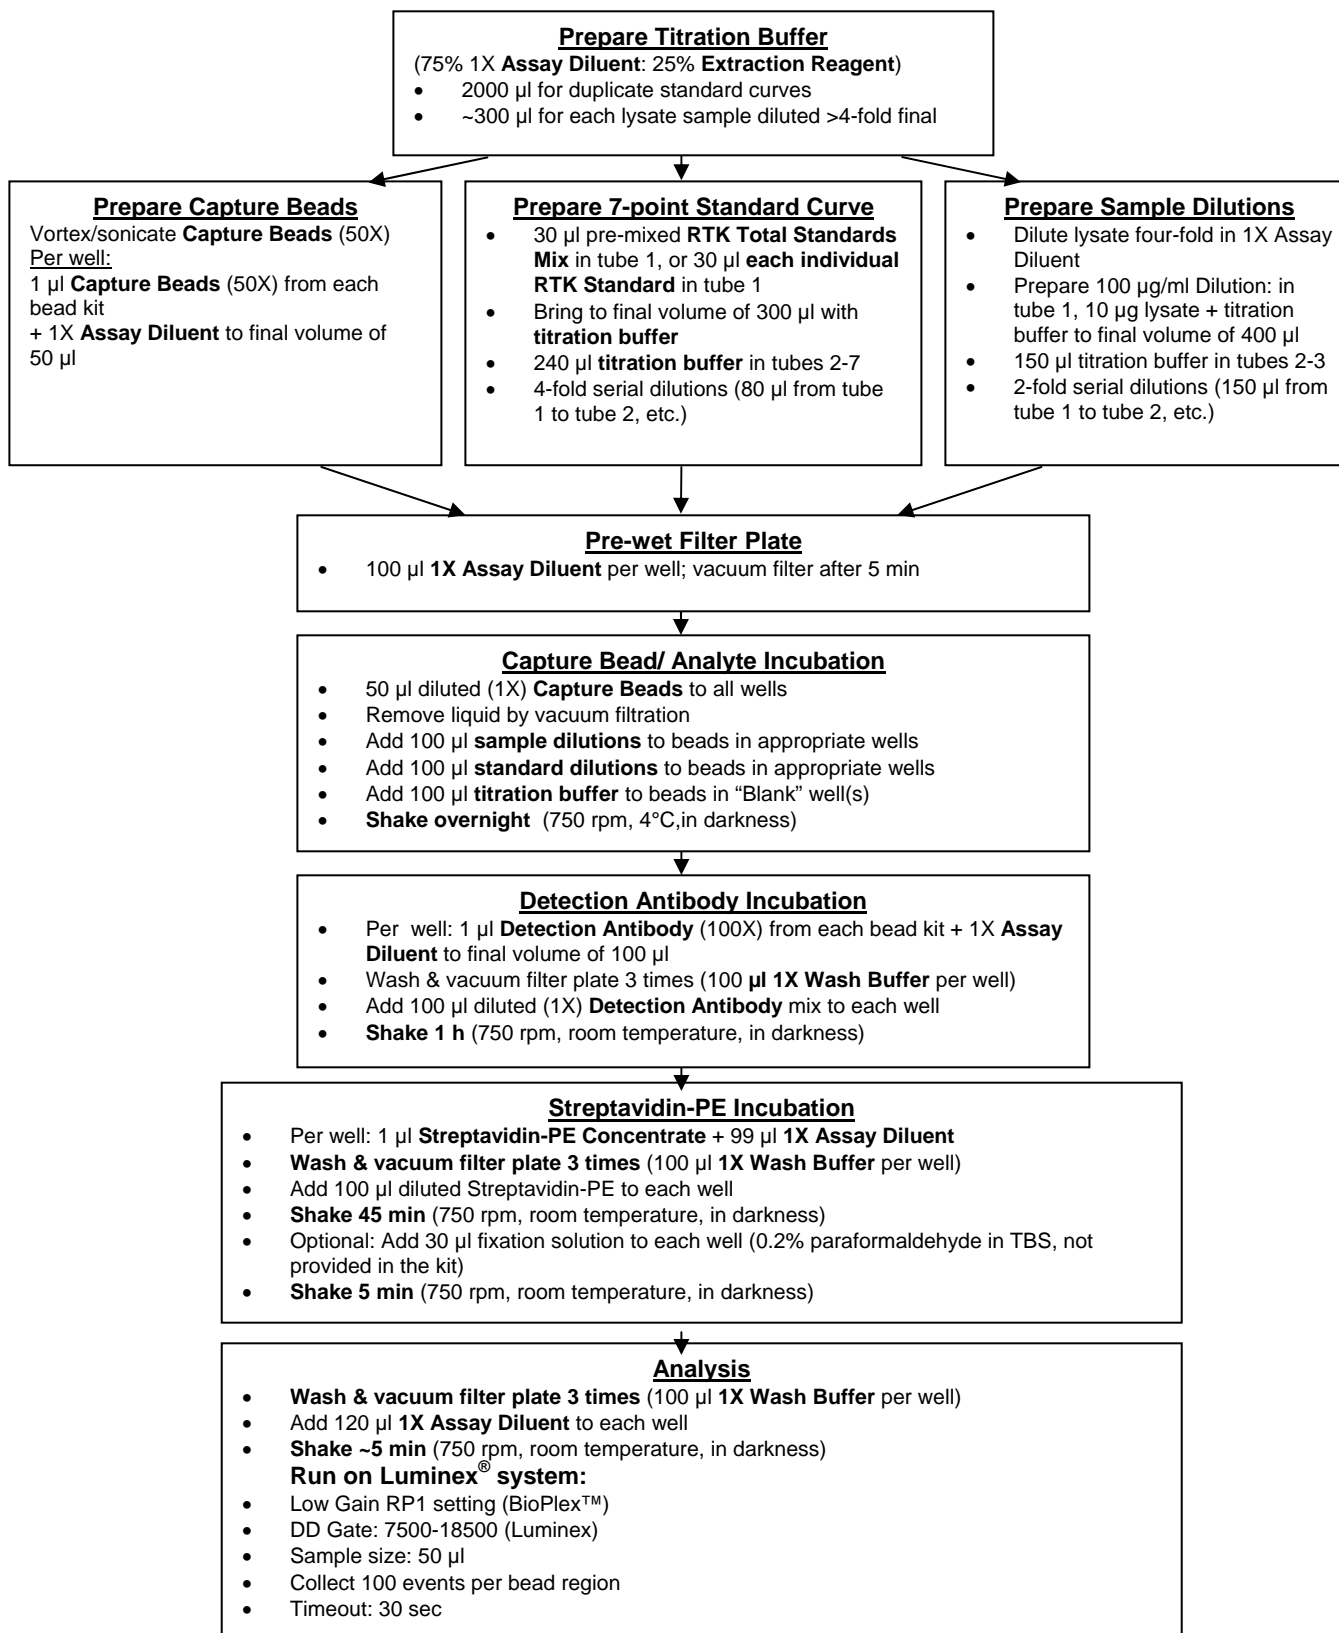 Prepare Titration Buffer
(75% 1X Assay Diluent: 25% Extraction Reagent)
• 2000 µl for duplicate standard curves
• ~300 µl for each lysate sample diluted >4-fold final
Prepare Capture Beads
Vortex/sonicate Capture Beads (50X)
Per well:
1 µl Capture Beads (50X) from each
bead kit
+ 1X Assay Diluent to final volume of
50 µl
Prepare 7-point Standard Curve
• 30 µl pre-mixed RTK Total Standards
Mix in tube 1, or 30 µl each individual
RTK Standard in tube 1
• Bring to final volume of 300 µl with
titration buffer
• 240 µl titration buffer in tubes 2-7
• 4-fold serial dilutions (80 µl from tube
1 to tube 2, etc.)
Prepare Sample Dilutions
• Dilute lysate four-fold in 1X Assay
Diluent
• Prepare 100 µg/ml Dilution: in
tube 1, 10 µg lysate + titration
buffer to final volume of 400 µl
• 150 µl titration buffer in tubes 2-3
• 2-fold serial dilutions (150 µl from
tube 1 to tube 2, etc.)
Pre-wet Filter Plate
• 100 µl 1X Assay Diluent per well; vacuum filter after 5 min
Capture Bead/ Analyte Incubation
• 50 µl diluted (1X) Capture Beads to all wells
• Remove liquid by vacuum filtration
• Add 100 µl sample dilutions to beads in appropriate wells
• Add 100 µl standard dilutions to beads in appropriate wells
• Add 100 µl titration buffer to beads in “Blank” well(s)
• Shake overnight (750 rpm, 4°C,in darkness)
Detection Antibody Incubation
• Per well: 1 µl Detection Antibody (100X) from each bead kit + 1X Assay
Diluent to final volume of 100 µl
• Wash & vacuum filter plate 3 times (100 µl 1X Wash Buffer per well)
• Add 100 µl diluted (1X) Detection Antibody mix to each well
• Shake 1 h (750 rpm, room temperature, in darkness)
Streptavidin-PE Incubation
• Per well: 1 µl Streptavidin-PE Concentrate + 99 µl 1X Assay Diluent
• Wash & vacuum filter plate 3 times (100 µl 1X Wash Buffer per well)
• Add 100 µl diluted Streptavidin-PE to each well
• Shake 45 min (750 rpm, room temperature, in darkness)
• Optional: Add 30 µl fixation solution to each well (0.2% paraformaldehyde in TBS, not
provided in the kit)
• Shake 5 min (750 rpm, room temperature, in darkness)
Analysis
• Wash & vacuum filter plate 3 times (100 µl 1X Wash Buffer per well)
• Add 120 µl 1X Assay Diluent to each well
• Shake ~5 min (750 rpm, room temperature, in darkness)
Run on Luminex® system:
• Low Gain RP1 setting (BioPlex™)
• DD Gate: 7500-18500 (Luminex)
• Sample size: 50 µl
• Collect 100 events per bead region
• Timeout: 30 sec